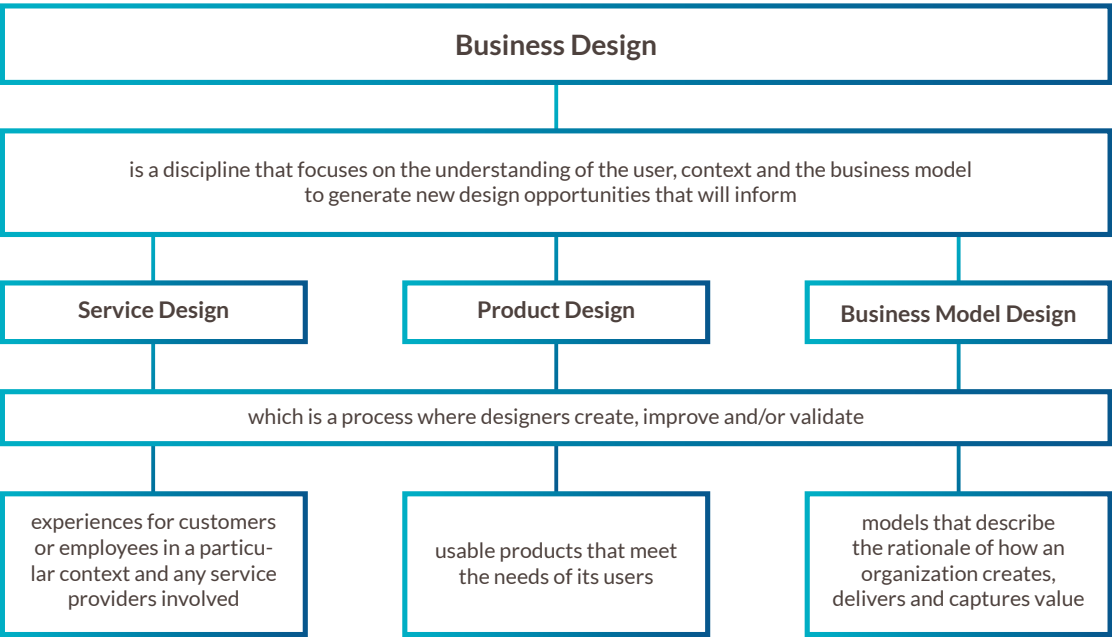 Business Design
is a discipline that focuses on the understanding of the user, context and the business model
to generate new design opportunities that will inform
Service Design
Product Design
Business Model Design
which is a process where designers create, improve and/or validate
experiences for customers
or employees in a particu-
lar context and any service
providers involved
usable products that meet
the needs of its users
models that describe
the rationale of how an
organization creates,
delivers and captures value